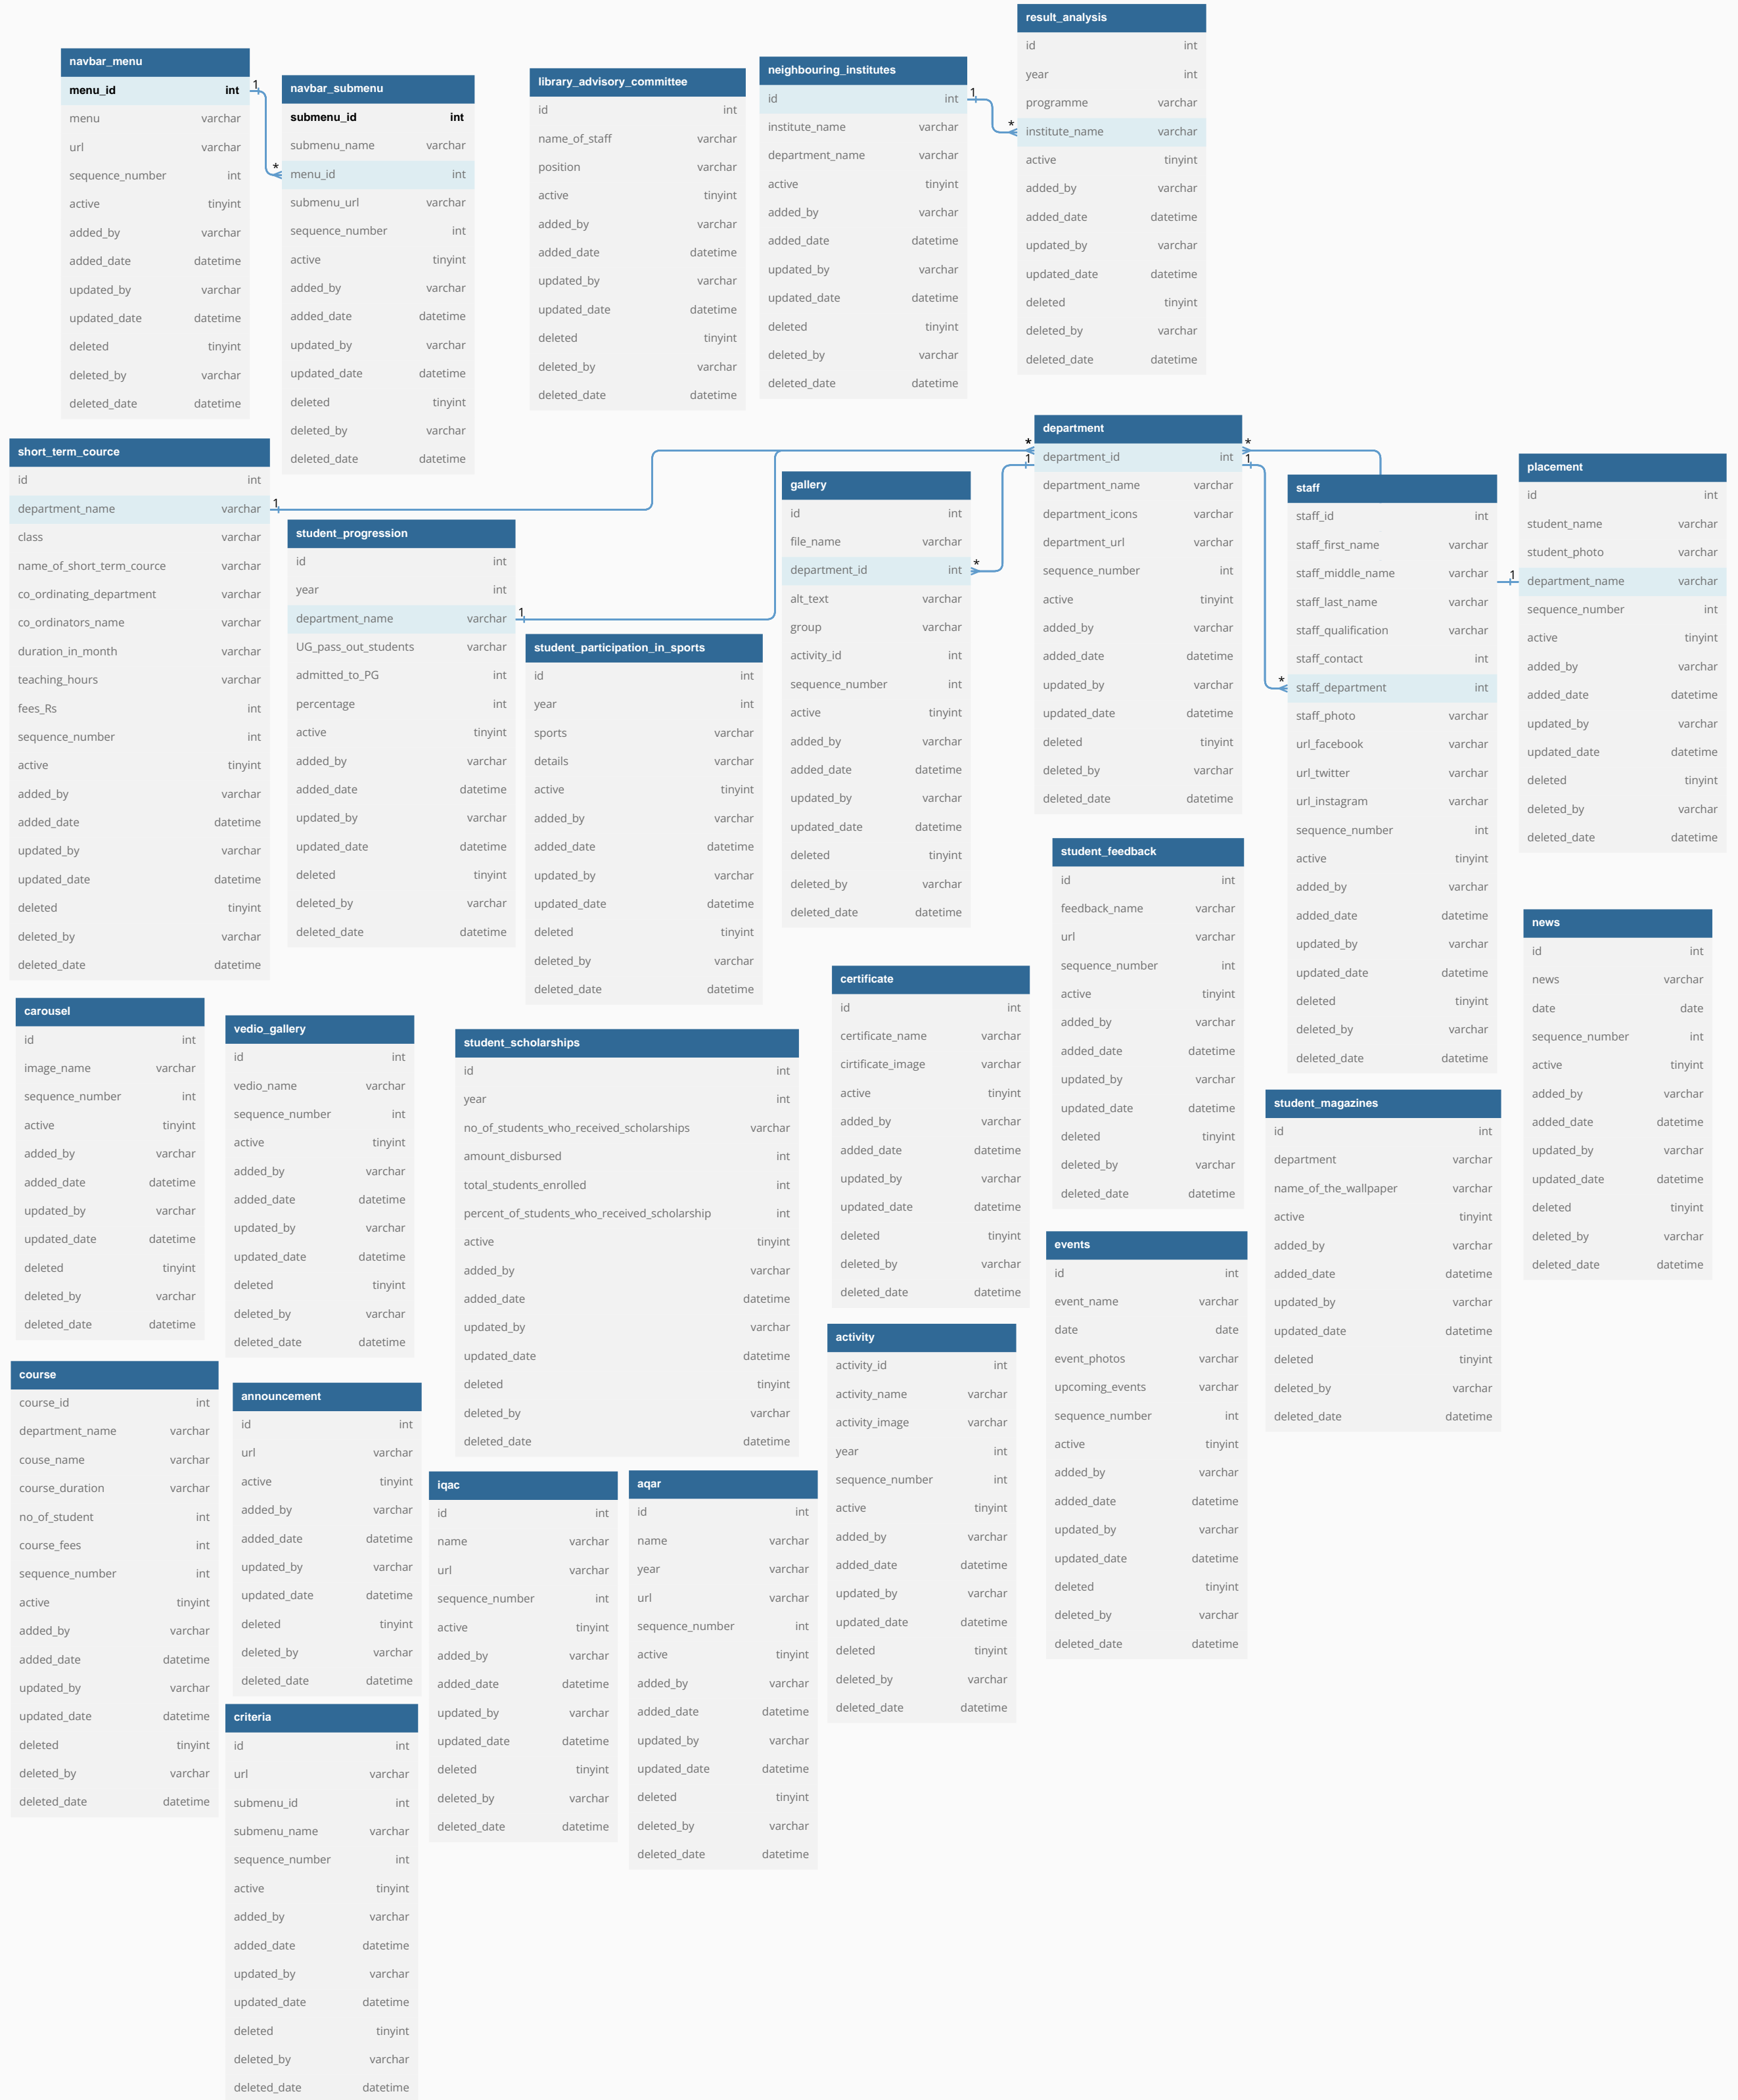 result_analysis
id int
year int
programme varchar
institute_name varchar
active tinyint
added_by varchar
added_date datetime
updated_by varchar
updated_date datetime
deleted tinyint
deleted_by varchar
deleted_date datetime
navbar_menu
menu_id int
menu varchar
url varchar
sequence_number int
active tinyint
added_by varchar
added_date datetime
updated_by varchar
updated_date datetime
deleted tinyint
deleted_by varchar
deleted_date datetime
1
*
navbar_submenu
submenu_id int
submenu_name varchar
menu_id int
submenu_url varchar
sequence_number int
active tinyint
added_by varchar
added_date datetime
updated_by varchar
updated_date datetime
deleted tinyint
deleted_by varchar
deleted_date datetime
library_advisory_committee
id int
name_of_staff varchar
position varchar
active tinyint
added_by varchar
added_date datetime
updated_by varchar
updated_date datetime
deleted tinyint
deleted_by varchar
deleted_date datetime
neighbouring_institutes
id int
institute_name varchar
department_name varchar
active tinyint
added_by varchar
added_date datetime
updated_by varchar
updated_date datetime
deleted tinyint
deleted_by varchar
deleted_date datetime
1
*
short_term_cource
id int
department_name varchar
class varchar
name_of_short_term_cource varchar
co_ordinating_department varchar
co_ordinators_name varchar
duration_in_month varchar
teaching_hours varchar
fees_Rs int
sequence_number int
active tinyint
added_by varchar
added_date datetime
updated_by varchar
updated_date datetime
deleted tinyint
deleted_by varchar
deleted_date datetime
1
student_progression
id int
year int
department_name varchar
UG_pass_out_students varchar
admitted_to_PG int
percentage int
active tinyint
added_by varchar
added_date datetime
updated_by varchar
updated_date datetime
deleted tinyint
deleted_by varchar
deleted_date datetime
1
student_participation_in_sports
id int
year int
sports varchar
details varchar
active tinyint
added_by varchar
added_date datetime
updated_by varchar
updated_date datetime
deleted tinyint
deleted_by varchar
deleted_date datetime
gallery
id int
file_name varchar
department_id int
alt_text varchar
group varchar
activity_id int
sequence_number int
active tinyint
added_by varchar
added_date datetime
updated_by varchar
updated_date datetime
deleted tinyint
deleted_by varchar
deleted_date datetime
*
*
1
department
department_id int
department_name varchar
department_icons varchar
department_url varchar
sequence_number int
active tinyint
added_by varchar
added_date datetime
updated_by varchar
updated_date datetime
deleted tinyint
deleted_by varchar
deleted_date datetime
*
1
*
staff
staff_id int
staff_first_name varchar
staff_middle_name varchar
staff_last_name varchar
staff_qualification varchar
staff_contact int
staff_department int
staff_photo varchar
url_facebook varchar
url_twitter varchar
url_instagram varchar
sequence_number int
active tinyint
added_by varchar
added_date datetime
updated_by varchar
updated_date datetime
deleted tinyint
deleted_by varchar
deleted_date datetime
1
placement
id int
student_name varchar
student_photo varchar
department_name varchar
sequence_number int
active tinyint
added_by varchar
added_date datetime
updated_by varchar
updated_date datetime
deleted tinyint
deleted_by varchar
deleted_date datetime
student_feedback
id int
feedback_name varchar
url varchar
sequence_number int
active tinyint
added_by varchar
added_date datetime
updated_by varchar
updated_date datetime
deleted tinyint
deleted_by varchar
deleted_date datetime
news
id int
news varchar
date date
sequence_number int
active tinyint
added_by varchar
added_date datetime
updated_by varchar
updated_date datetime
deleted tinyint
deleted_by varchar
deleted_date datetime
carousel
id int
image_name varchar
sequence_number int
active tinyint
added_by varchar
added_date datetime
updated_by varchar
updated_date datetime
deleted tinyint
deleted_by varchar
deleted_date datetime
vedio_gallery
id int
vedio_name varchar
sequence_number int
active tinyint
added_by varchar
added_date datetime
updated_by varchar
updated_date datetime
deleted tinyint
deleted_by varchar
deleted_date datetime
student_scholarships
id int
year int
no_of_students_who_received_scholarships varchar
amount_disbursed int
total_students_enrolled int
percent_of_students_who_received_scholarship int
active tinyint
added_by varchar
added_date datetime
updated_by varchar
updated_date datetime
deleted tinyint
deleted_by varchar
deleted_date datetime
certificate
id int
certificate_name varchar
cirtificate_image varchar
active tinyint
added_by varchar
added_date datetime
updated_by varchar
updated_date datetime
deleted tinyint
deleted_by varchar
deleted_date datetime
student_magazines
id int
department varchar
name_of_the_wallpaper varchar
active tinyint
added_by varchar
added_date datetime
updated_by varchar
updated_date datetime
deleted tinyint
deleted_by varchar
deleted_date datetime
events
id int
event_name varchar
date date
event_photos varchar
upcoming_events varchar
sequence_number int
active tinyint
added_by varchar
added_date datetime
updated_by varchar
updated_date datetime
deleted tinyint
deleted_by varchar
deleted_date datetime
activity
activity_id int
activity_name varchar
activity_image varchar
year int
sequence_number int
active tinyint
added_by varchar
added_date datetime
updated_by varchar
updated_date datetime
deleted tinyint
deleted_by varchar
deleted_date datetime
course
course_id int
department_name varchar
couse_name varchar
course_duration varchar
no_of_student int
course_fees int
sequence_number int
active tinyint
added_by varchar
added_date datetime
updated_by varchar
updated_date datetime
deleted tinyint
deleted_by varchar
deleted_date datetime
announcement
id int
url varchar
active tinyint
added_by varchar
added_date datetime
updated_by varchar
updated_date datetime
deleted tinyint
deleted_by varchar
deleted_date datetime
iqac
id int
name varchar
url varchar
sequence_number int
active tinyint
added_by varchar
added_date datetime
updated_by varchar
updated_date datetime
deleted tinyint
deleted_by varchar
deleted_date datetime
aqar
id int
name varchar
year varchar
url varchar
sequence_number int
active tinyint
added_by varchar
added_date datetime
updated_by varchar
updated_date datetime
deleted tinyint
deleted_by varchar
deleted_date datetime
criteria
id int
url varchar
submenu_id int
submenu_name varchar
sequence_number int
active tinyint
added_by varchar
added_date datetime
updated_by varchar
updated_date datetime
deleted tinyint
deleted_by varchar
deleted_date datetime